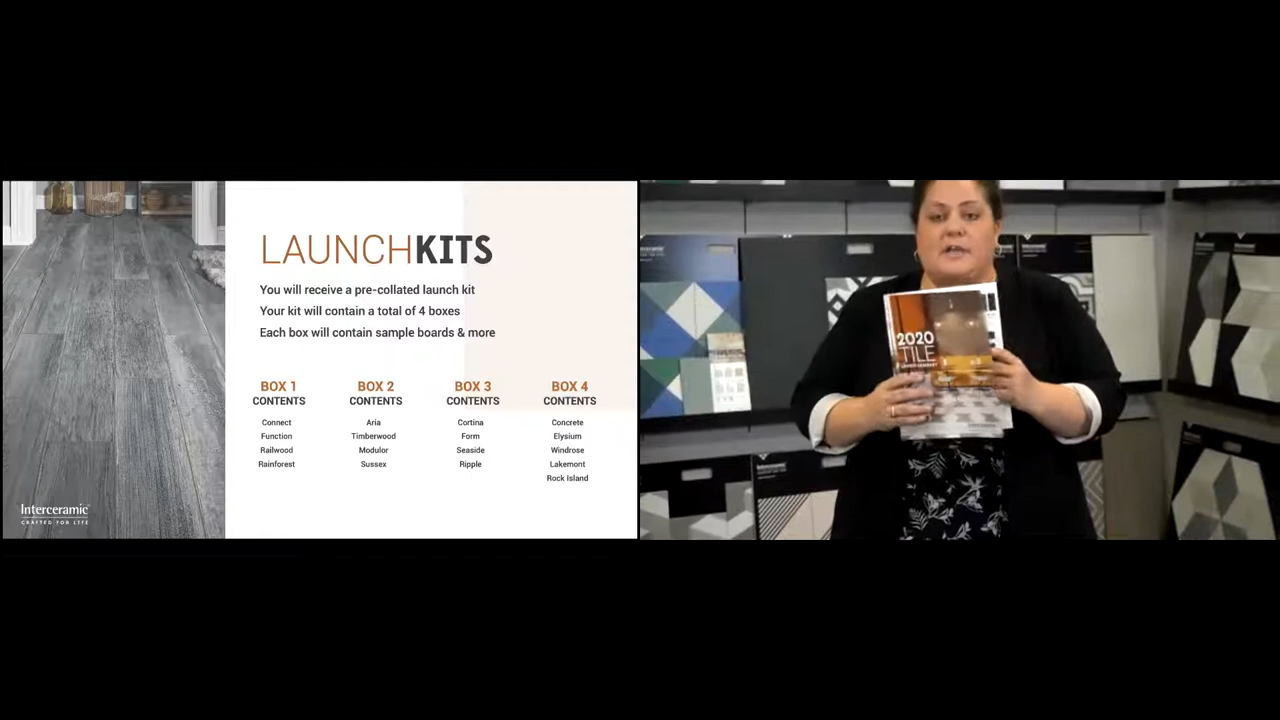 LAUNCHKITS
You will receive a pre-collated launch kit
Your kit will contain a total of 4 boxes
Each box will contain sample boards & more
BOX 1
CONTENTS
Connect
Function
Railwood
Rainforest
BOX 2
CONTENTS
Aria
Timberwood
Modulor
Sussex
BOX 3
CONTENTS
Cortina
Form
Seaside
Ripple
BOX 4
CONTENTS
Concrete
Elysium
Windrose
Lakemont
Rock Island
Interceramic
CRAFTED FOR LIFE
2020
TILE